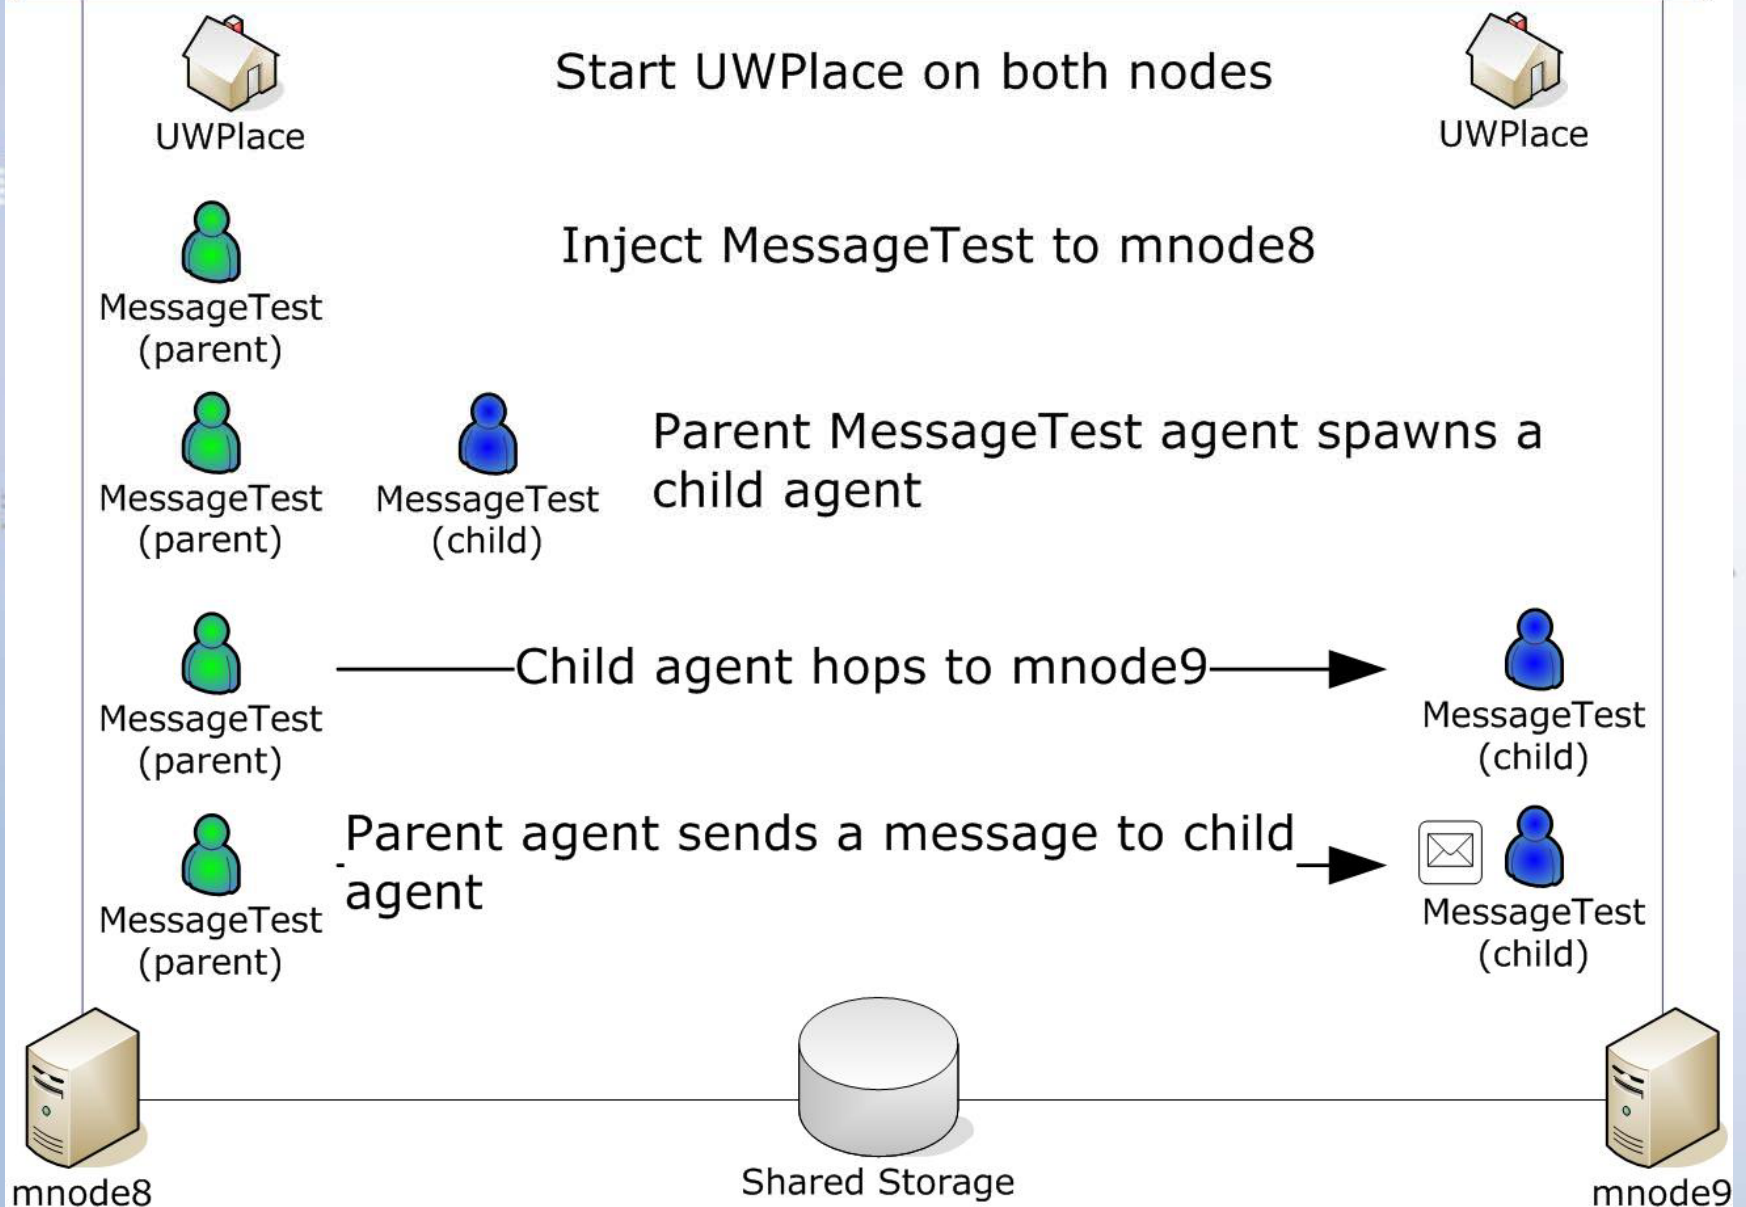 Start UWPlace on both nodes
UWPlace
UWPlace
Inject MessageTest to mnode8
MessageTest
(parent)
Parent MessageTest agent spawns a
child agent
MessageTest
(parent)
MessageTest
(child)
Child agent hops to mnode9
MessageTest
(parent)
MessageTest
(child)
Parent agent sends a message to child
agent
MessageTest
(parent)
MessageTest
(child)
mnode8
Shared Storage
mnode9